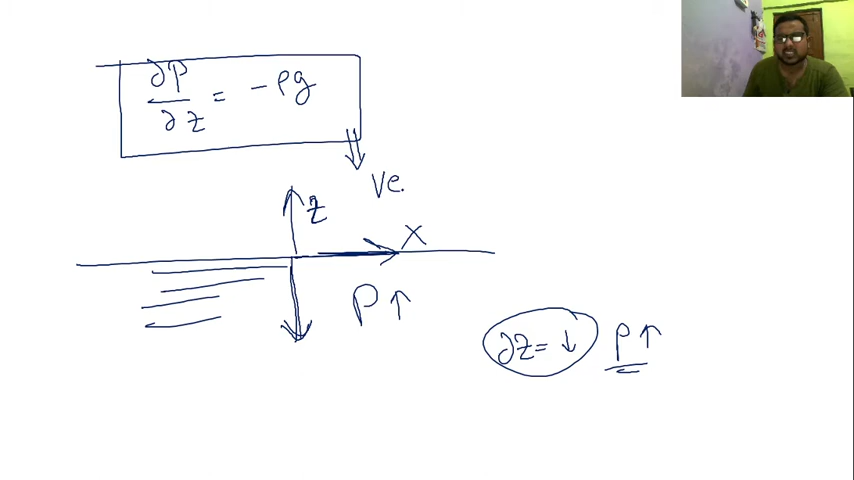 ∂P/∂z = -ρg
Ve.
z
X
P↑
∂z=↓ P↑